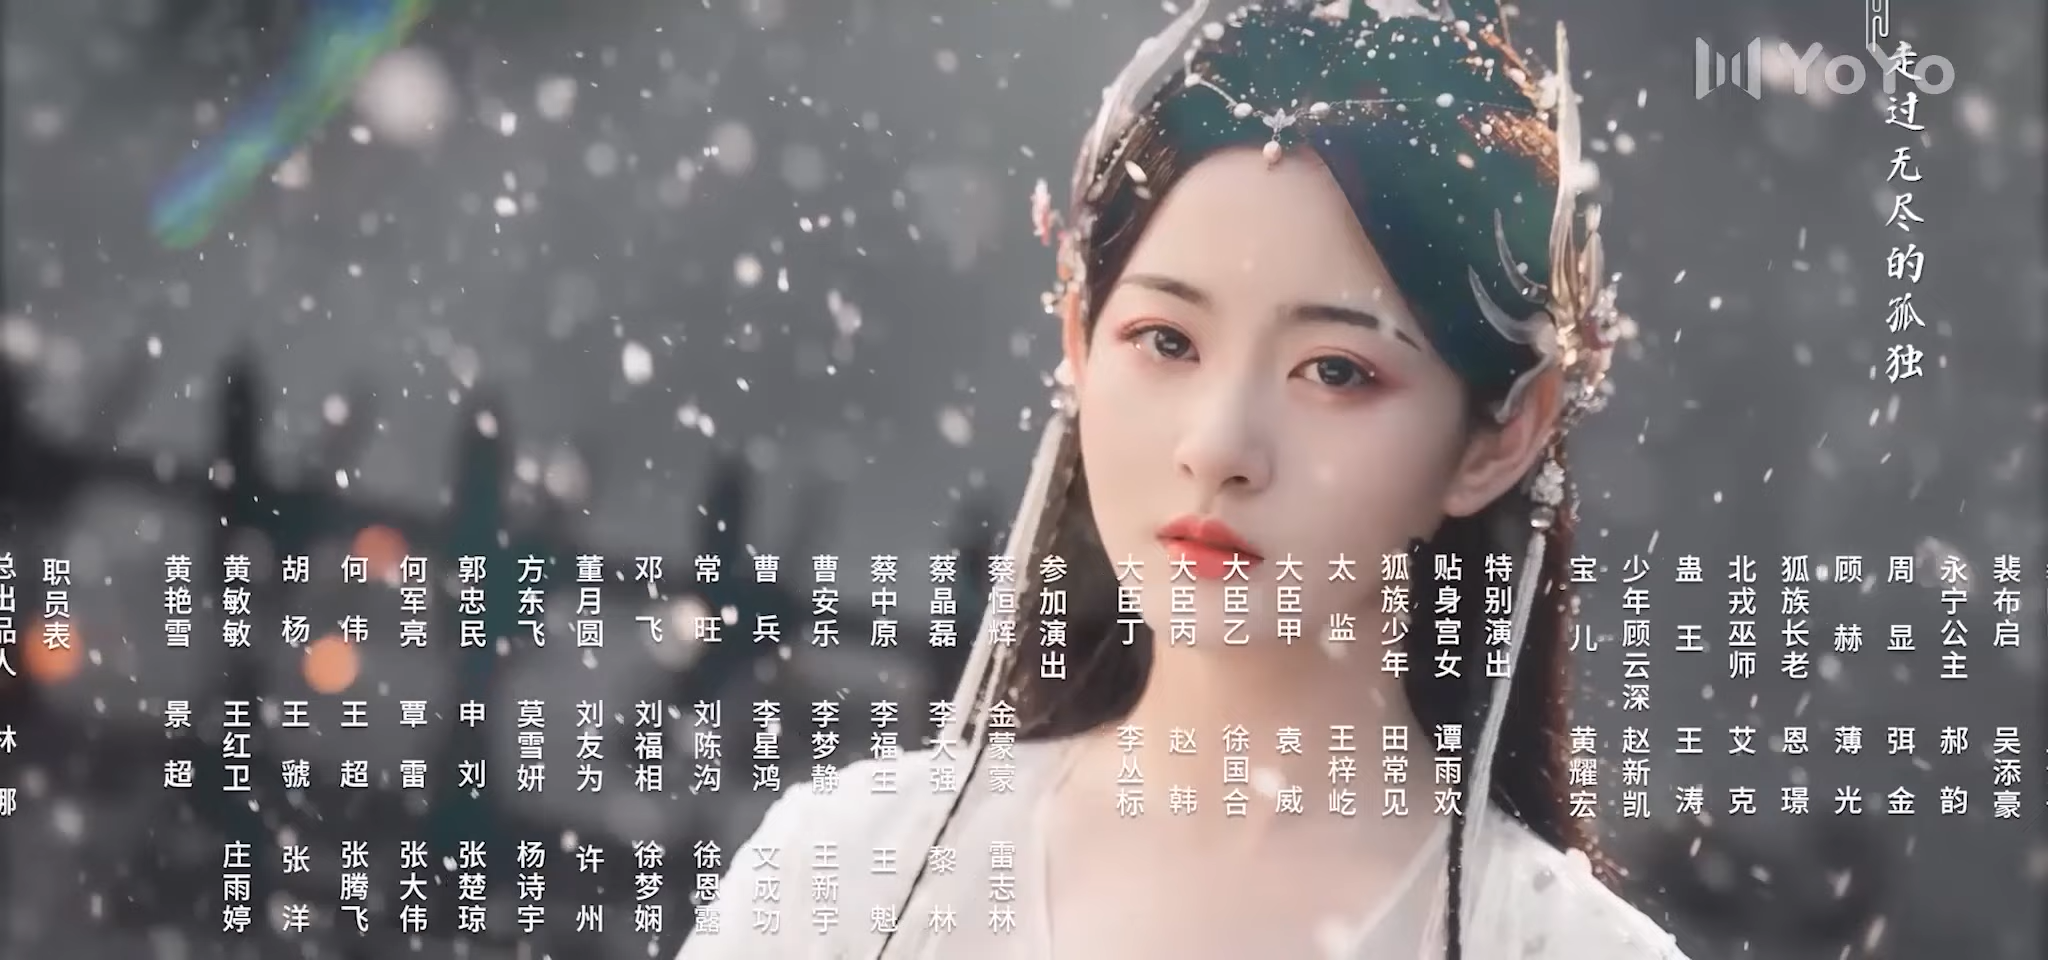 YoYo
走过无尽的孤独
裴布启 吴添豪
永宁公主 郝韵
周显 弭金
顾赫 薄光
狐族长老 恩璟
北戎巫师 艾克
蛊王 王涛
少年顾云深 赵新凯
宝儿 黄耀宏
特别演出
贴身宫女 谭雨欢
狐族少年 田常见
太监 王梓屹
大臣甲 袁威
大臣乙 徐国合
大臣丙 赵韩
大臣丁 李丛标
参加演出
蔡恒辉 金蒙蒙 雷志林
蔡晶磊 李大强 黎林
蔡中原 李福生 王魁
曹安乐 李梦静 王新宇
曹兵 李星鸿 文成功
常旺 刘陈沟 徐恩露
邓飞 刘福相 徐梦娴
董月圆 刘友为 许州
方东飞 莫雪妍 杨诗宇
郭忠民 申刘 张楚琼
何军亮 覃雷 张大伟
何伟 王超 张腾飞
胡杨 王虢 张洋
黄敏敏 王红卫 庄雨婷
黄艳雪 景超
职员表
总出品人 林娜